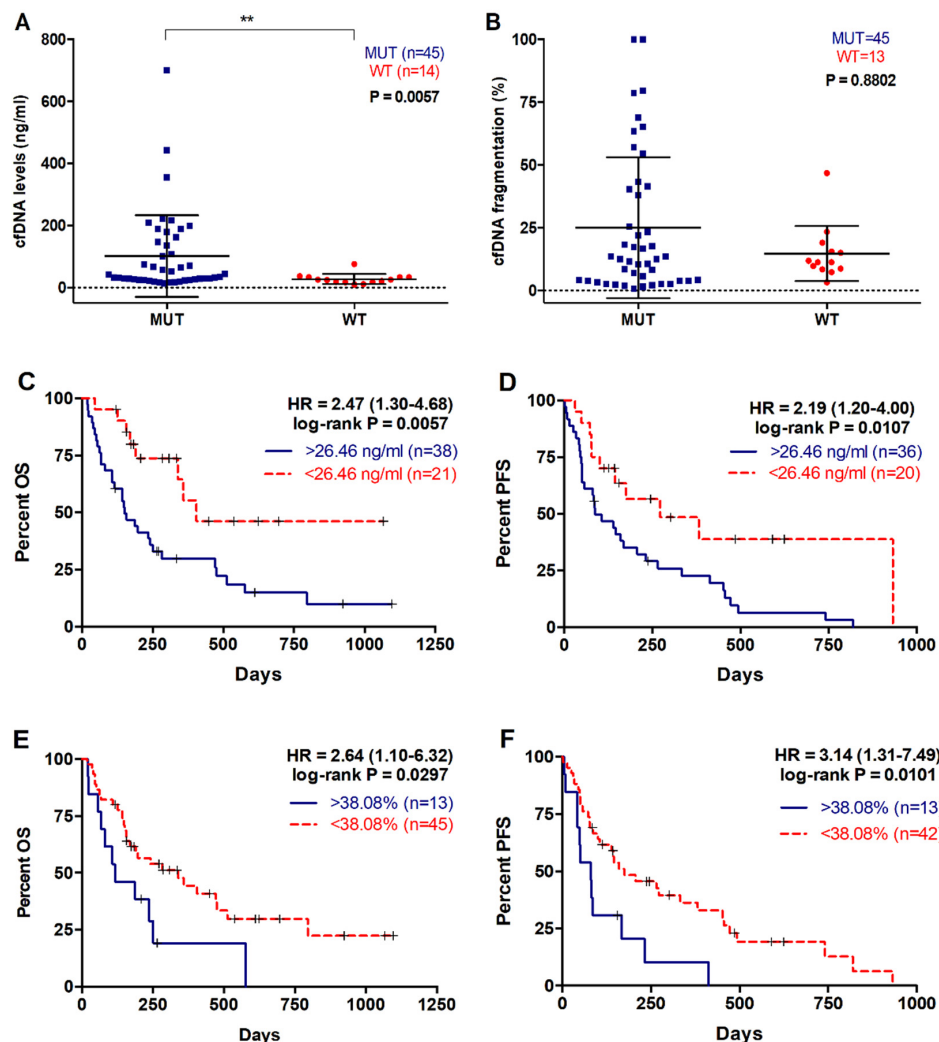 A
**
cfDNA levels (ng/ml)
800
600
400
200
0
MUT (n=45)
WT (n=14)
P = 0.0057
MUT
WT
B
cfDNA fragmentation (%)
100
75
50
25
0
MUT=45
WT=13
P = 0.8802
MUT
WT
C
Percent OS
100
75
50
25
0
HR = 2.47 (1.30-4.68)
log-rank P = 0.0057
>26.46 ng/ml (n=38)
<26.46 ng/ml (n=21)
0 250 500 750 1000 1250
Days
D
Percent PFS
100
75
50
25
0
HR = 2.19 (1.20-4.00)
log-rank P = 0.0107
>26.46 ng/ml (n=36)
<26.46 ng/ml (n=20)
0 250 500 750 1000
Days
E
Percent OS
100
75
50
25
0
HR = 2.64 (1.10-6.32)
log-rank P = 0.0297
>38.08% (n=13)
<38.08% (n=45)
0 250 500 750 1000 1250
Days
F
Percent PFS
100
75
50
25
0
HR = 3.14 (1.31-7.49)
log-rank P = 0.0101
>38.08% (n=13
<38.08% (n=42
0 250 500 750 1000
Days